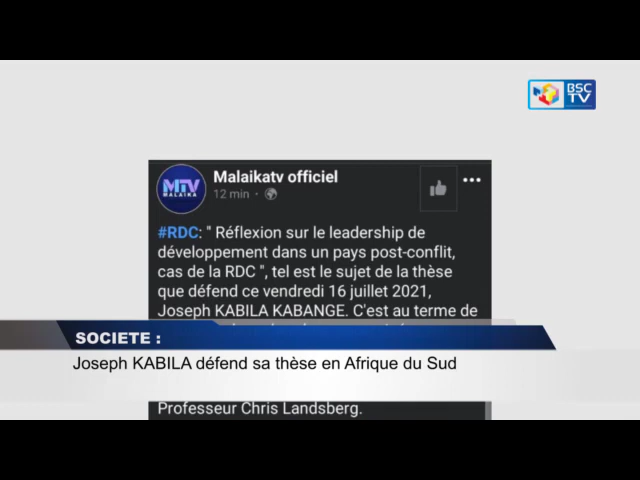 BSC
TV
MTV
MALAIKA
Malaikatv officiel
12 min ·
#RDC: " Réflexion sur le leadership de
développement dans un pays post-conflit,
cas de la RDC ", tel est le sujet de la thèse
que défend ce vendredi 16 juillet 2021,
Joseph KABILA KABANGE. C'est au terme de
SOCIETE :
Joseph KABILA défend sa thèse en Afrique du Sud
Professeur Chris Landsberg.